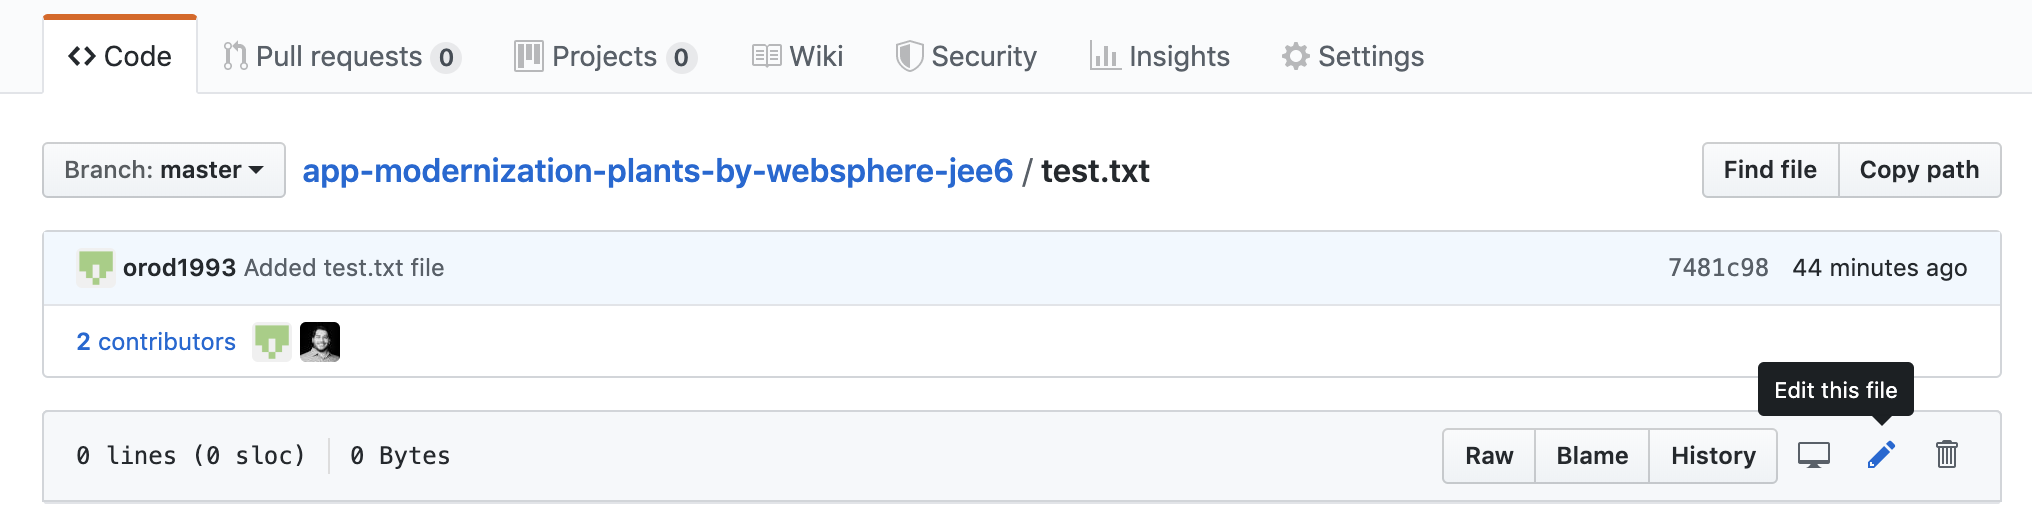 Code Pull requests 0 Projects 0 Wiki Security Insights Settings
Branch: master app-modernization-plants-by-websphere-jee6 / test.txt Find file Copy path
orod1993 Added test.txt file 7481c98 44 minutes ago
2 contributors
Edit this file
0 lines (0 sloc) 0 Bytes Raw Blame History